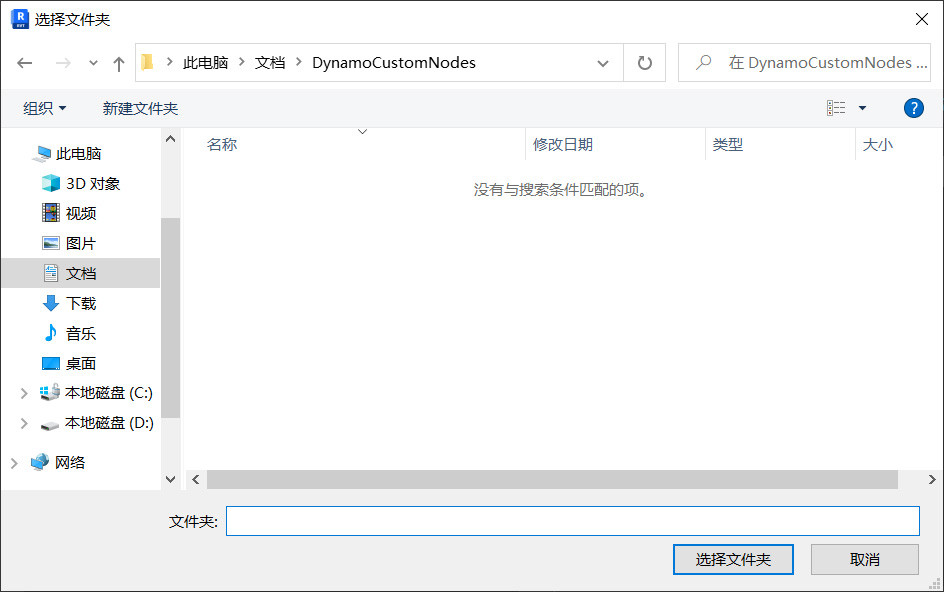 选择文件夹
此电脑 文档 DynamoCustomNodes
在 DynamoCustomNodes ...
组织 新建文件夹
名称 修改日期 类型 大小
没有与搜索条件匹配的项。
此电脑
3D 对象
视频
图片
文档
下载
音乐
桌面
本地磁盘 (C:)
本地磁盘 (D:)
网络
文件夹:
选择文件夹 取消